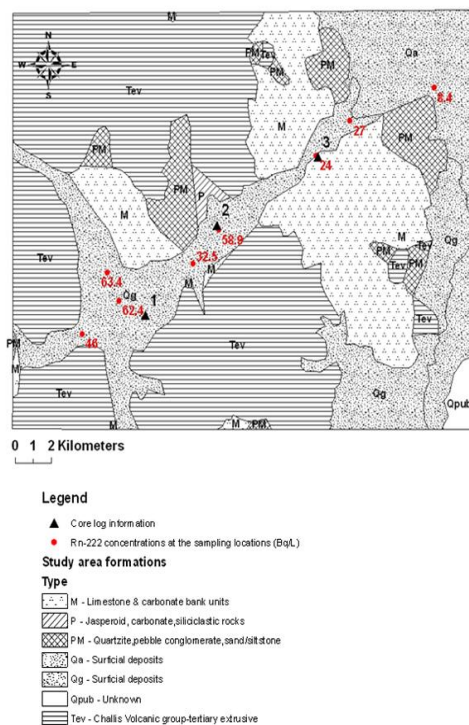 M
N
W E
S
PM Tev
PM
PM
Qa
Tev
8.4
M
27
3
PM
24
PM
PM
P
M
2
58.9
M
32.5
M
M
Tev
63.4
Qg
62.4
1
Tev
PM
Qg
46
Tev
PM
M
Tev
Tev
Qg
Qpub
M
M PM
0 1 2 Kilometers
Legend
Core log information
Rn-222 concentrations at the sampling locations (Bq/L)
Study area formations
Type
M - Limestone & carbonate bank units
P - Jasperoid, carbonate,siliciclastic rocks
PM - Quartzite,pebble conglomerate,sand/siltstone
Qa - Surficial deposits
Qg - Surficial deposits
Qpub - Unknown
Tev - Challis Volcanic group-tertiary extrusive